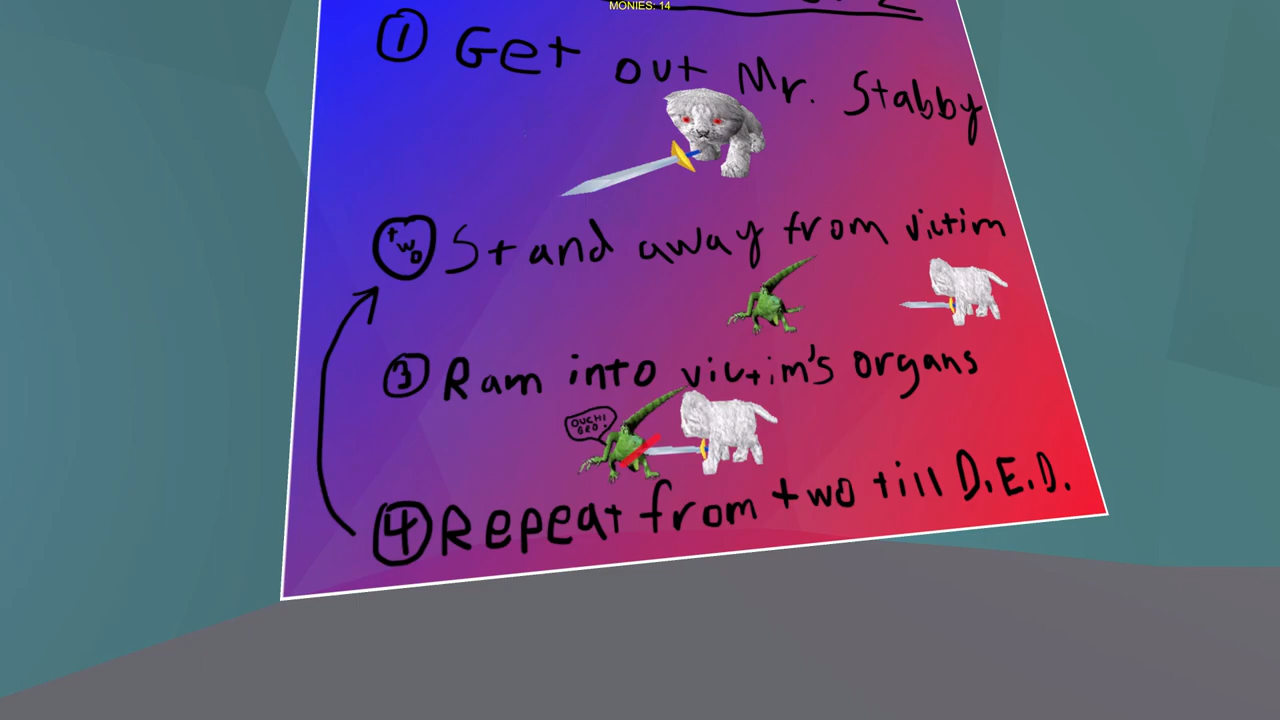 MONIES: 14
1 Get out Mr. Stabby
two Stand away from victim
3 Ram into victim's organs
OUCH!
BRO!
4 Repeat from two till D.E.D.